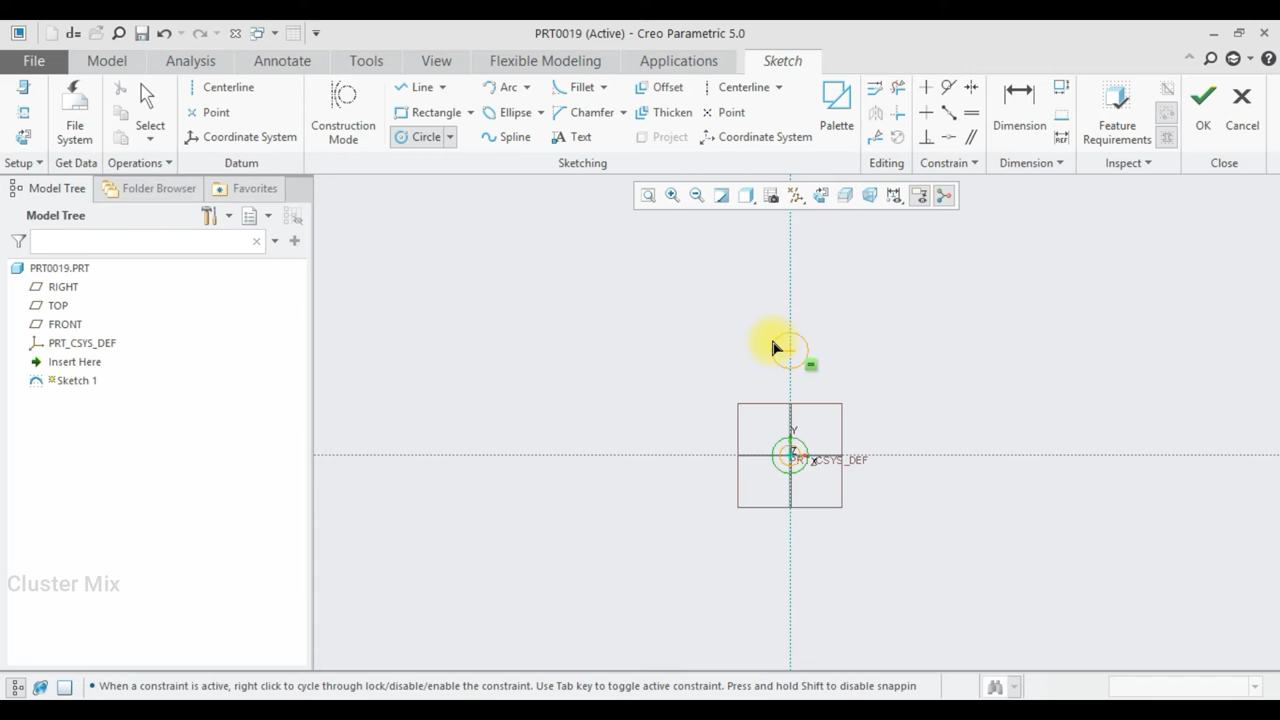 d= PRT0019 (Active) - Creo Parametric 5.0
File Model Analysis Annotate Tools View Flexible Modeling Applications Sketch
Centerline Line Arc Fillet Offset Centerline
Point Rectangle Ellipse Chamfer Thicken Point
Coordinate System Circle Spline Text Project Coordinate System
File System Select Construction Mode Palette Dimension Feature Requirements OK Cancel
Setup Get Data Operations Datum Sketching Editing Constrain Dimension Inspect Close
Model Tree Folder Browser Favorites
Model Tree
PRT0019.PRT
RIGHT
TOP
FRONT
PRT_CSYS_DEF
Insert Here
Sketch 1
Y
Z
PRT_CSYS_DEF
X
Cluster Mix
• When a constraint is active, right click to cycle through lock/disable/enable the constraint. Use Tab key to toggle active constraint. Press and hold Shift to disable snappin